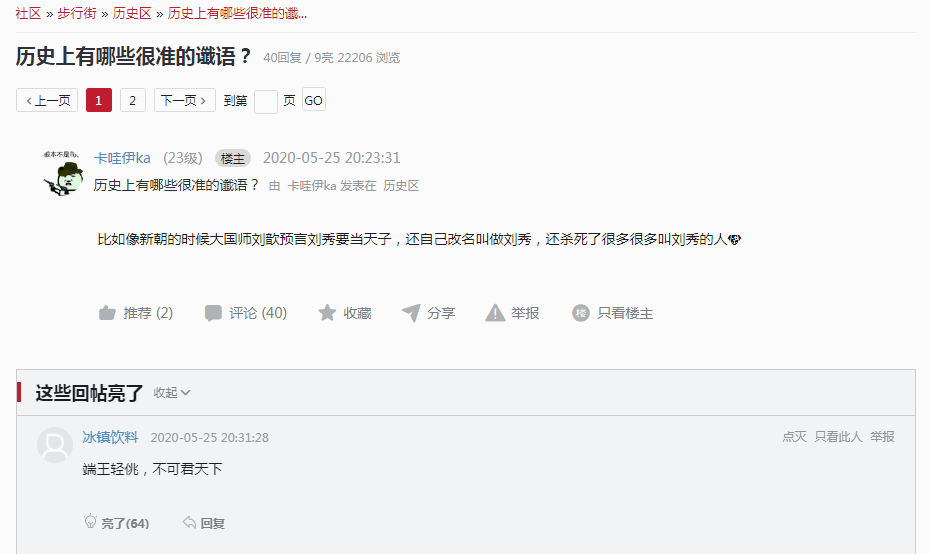 社区 » 步行街 » 历史区 » 历史上有哪些很准的谶...
历史上有哪些很准的谶语？ 40回复 / 9亮 22206 浏览
‹ 上一页 1 2 下一页 › 到第 页 GO
卡哇伊ka (23级) 楼主 2020-05-25 20:23:31
历史上有哪些很准的谶语？ 由 卡哇伊ka 发表在 历史区
比如像新朝的时候大国师刘歆预言刘秀要当天子，还自己改名叫做刘秀，还杀死了很多很多叫刘秀的人
推荐 (2) 评论 (40) 收藏 分享 举报 楼 只看楼主
这些回帖亮了 收起
冰镇饮料 2020-05-25 20:31:28 点灭 只看此人 举报
端王轻佻，不可君天下
亮了(64) 回复